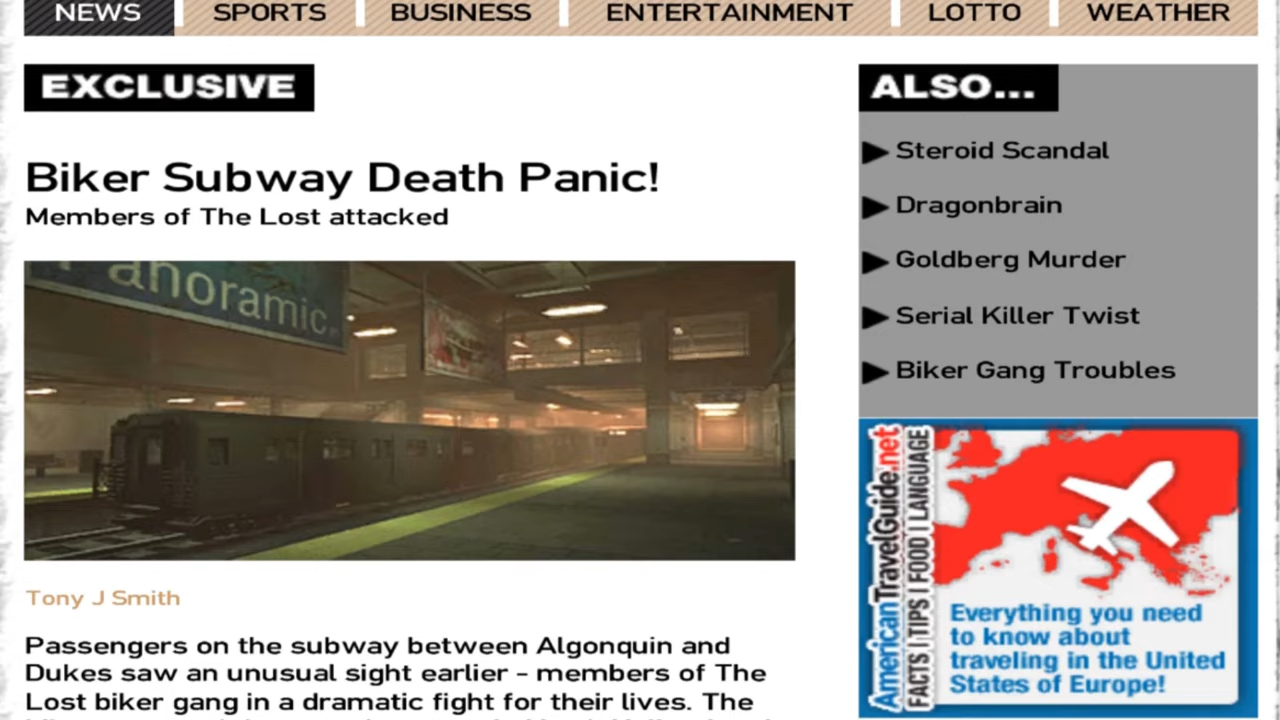 NEWS SPORTS BUSINESS ENTERTAINMENT LOTTO WEATHER
EXCLUSIVE
Biker Subway Death Panic!
Members of The Lost attacked
Panoramic
Tony J Smith
Passengers on the subway between Algonquin and
Dukes saw an unusual sight earlier - members of The
Lost biker gang in a dramatic fight for their lives. The
ALSO...
Steroid Scandal
Dragonbrain
Goldberg Murder
Serial Killer Twist
Biker Gang Troubles
AmericanTravelGuide.net
FACTS | TIPS | FOOD | LANGUAGE
Everything you need
to know about
traveling in the United
States of Europe!